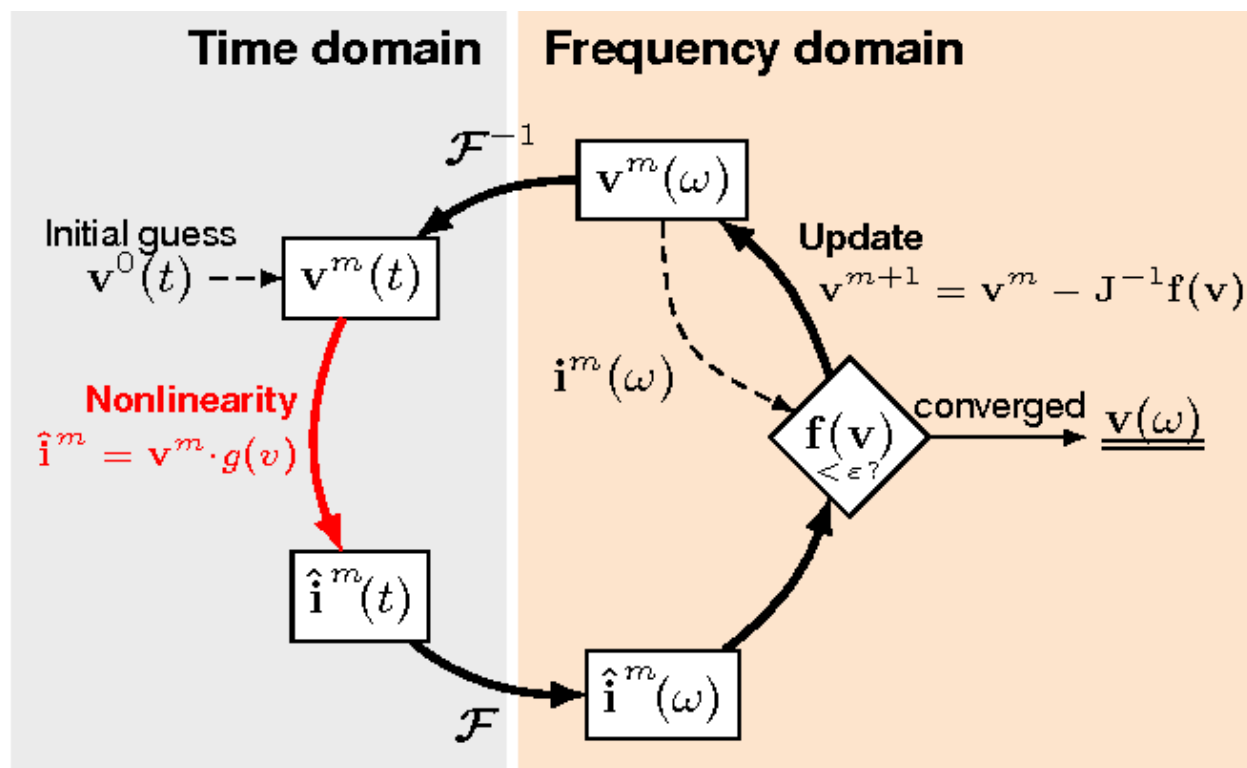 Time domain
Frequency domain
𝓕⁻¹
𝐯ᵐ(ω)
Initial guess
𝐯⁰(t)
𝐯ᵐ(t)
Update
𝐯ᵐ⁺¹ = 𝐯ᵐ − 𝐉⁻¹𝐟(𝐯)
𝐢ᵐ(ω)
Nonlinearity
𝐢̂ᵐ = 𝐯ᵐ·g(v)
𝐟(𝐯)
< ε ?
converged
𝐯(ω)
𝐢̂ᵐ(t)
𝐢̂ᵐ(ω)
𝓕